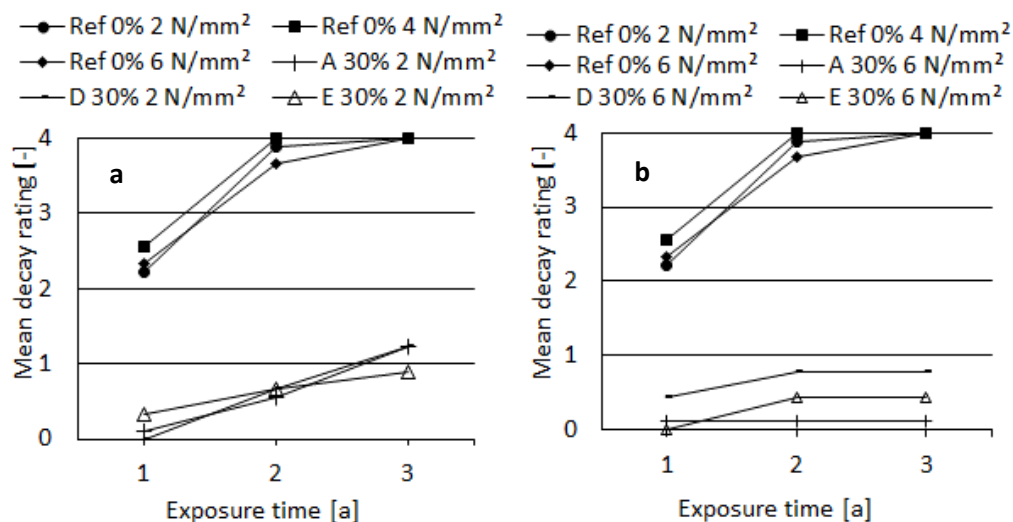 Ref 0% 2 N/mm² Ref 0% 4 N/mm²
Ref 0% 6 N/mm² A 30% 2 N/mm²
D 30% 2 N/mm² E 30% 2 N/mm²
a
Mean decay rating [-]
4
3
2
1
0
1 2 3
Exposure time [a]
Ref 0% 2 N/mm² Ref 0% 4 N/mm²
Ref 0% 6 N/mm² A 30% 6 N/mm²
D 30% 6 N/mm² E 30% 6 N/mm²
b
Mean decay rating [-]
4
3
2
1
0
1 2 3
Exposure time [a]